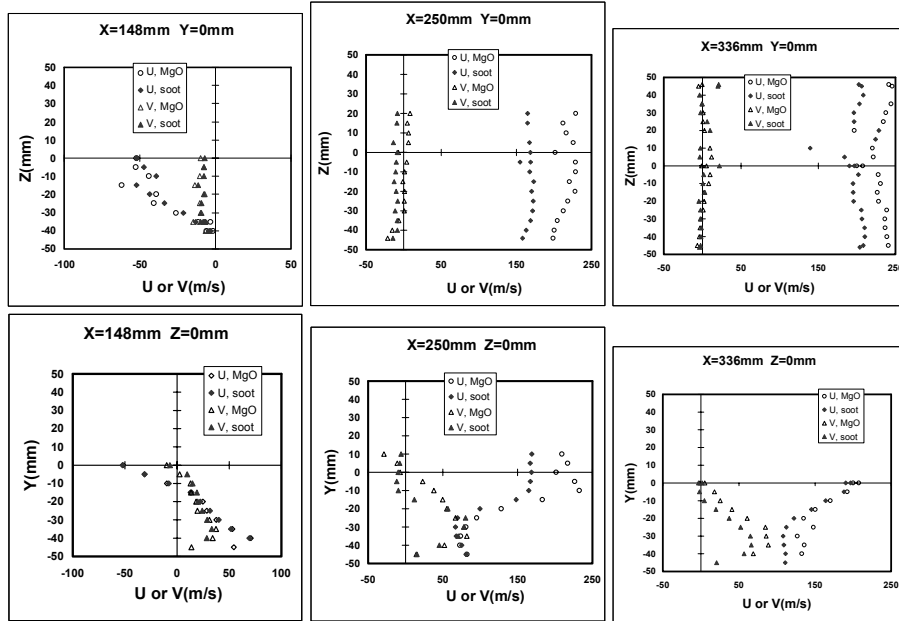 X=148mm Y=0mm
50
40
30
20
10
0
-10
-20
-30
-40
-50
Z(mm)
U, MgO
U, soot
V, MgO
V, soot
-100
-50
0
50
U or V(m/s)
X=250mm Y=0mm
50
40
30
20
10
0
-10
-20
-30
-40
-50
Z(mm)
U, MgO
U, soot
V, MgO
V, soot
-50
50
150
250
U or V(m/s)
X=336mm Y=0mm
50
40
30
20
10
0
-10
-20
-30
-40
-50
Z(mm)
U, MgO
U, soot
V, MgO
V, soot
-50
50
150
250
U or V(m/s)
X=148mm Z=0mm
50
40
30
20
10
0
-10
-20
-30
-40
-50
Y(mm)
U, MgO
U, soot
V, MgO
V, soot
-100
-50
0
50
100
U or V(m/s)
X=250mm Z=0mm
50
40
30
20
10
0
-10
-20
-30
-40
-50
Y(mm)
U, MgO
U, soot
V, MgO
V, soot
-50
50
150
250
U or V(m/s)
X=336mm Z=0mm
50
40
30
20
10
0
-10
-20
-30
-40
-50
Y(mm)
U, MgO
U, soot
V, MgO
V, soot
-50
50
150
250
U or V(m/s)